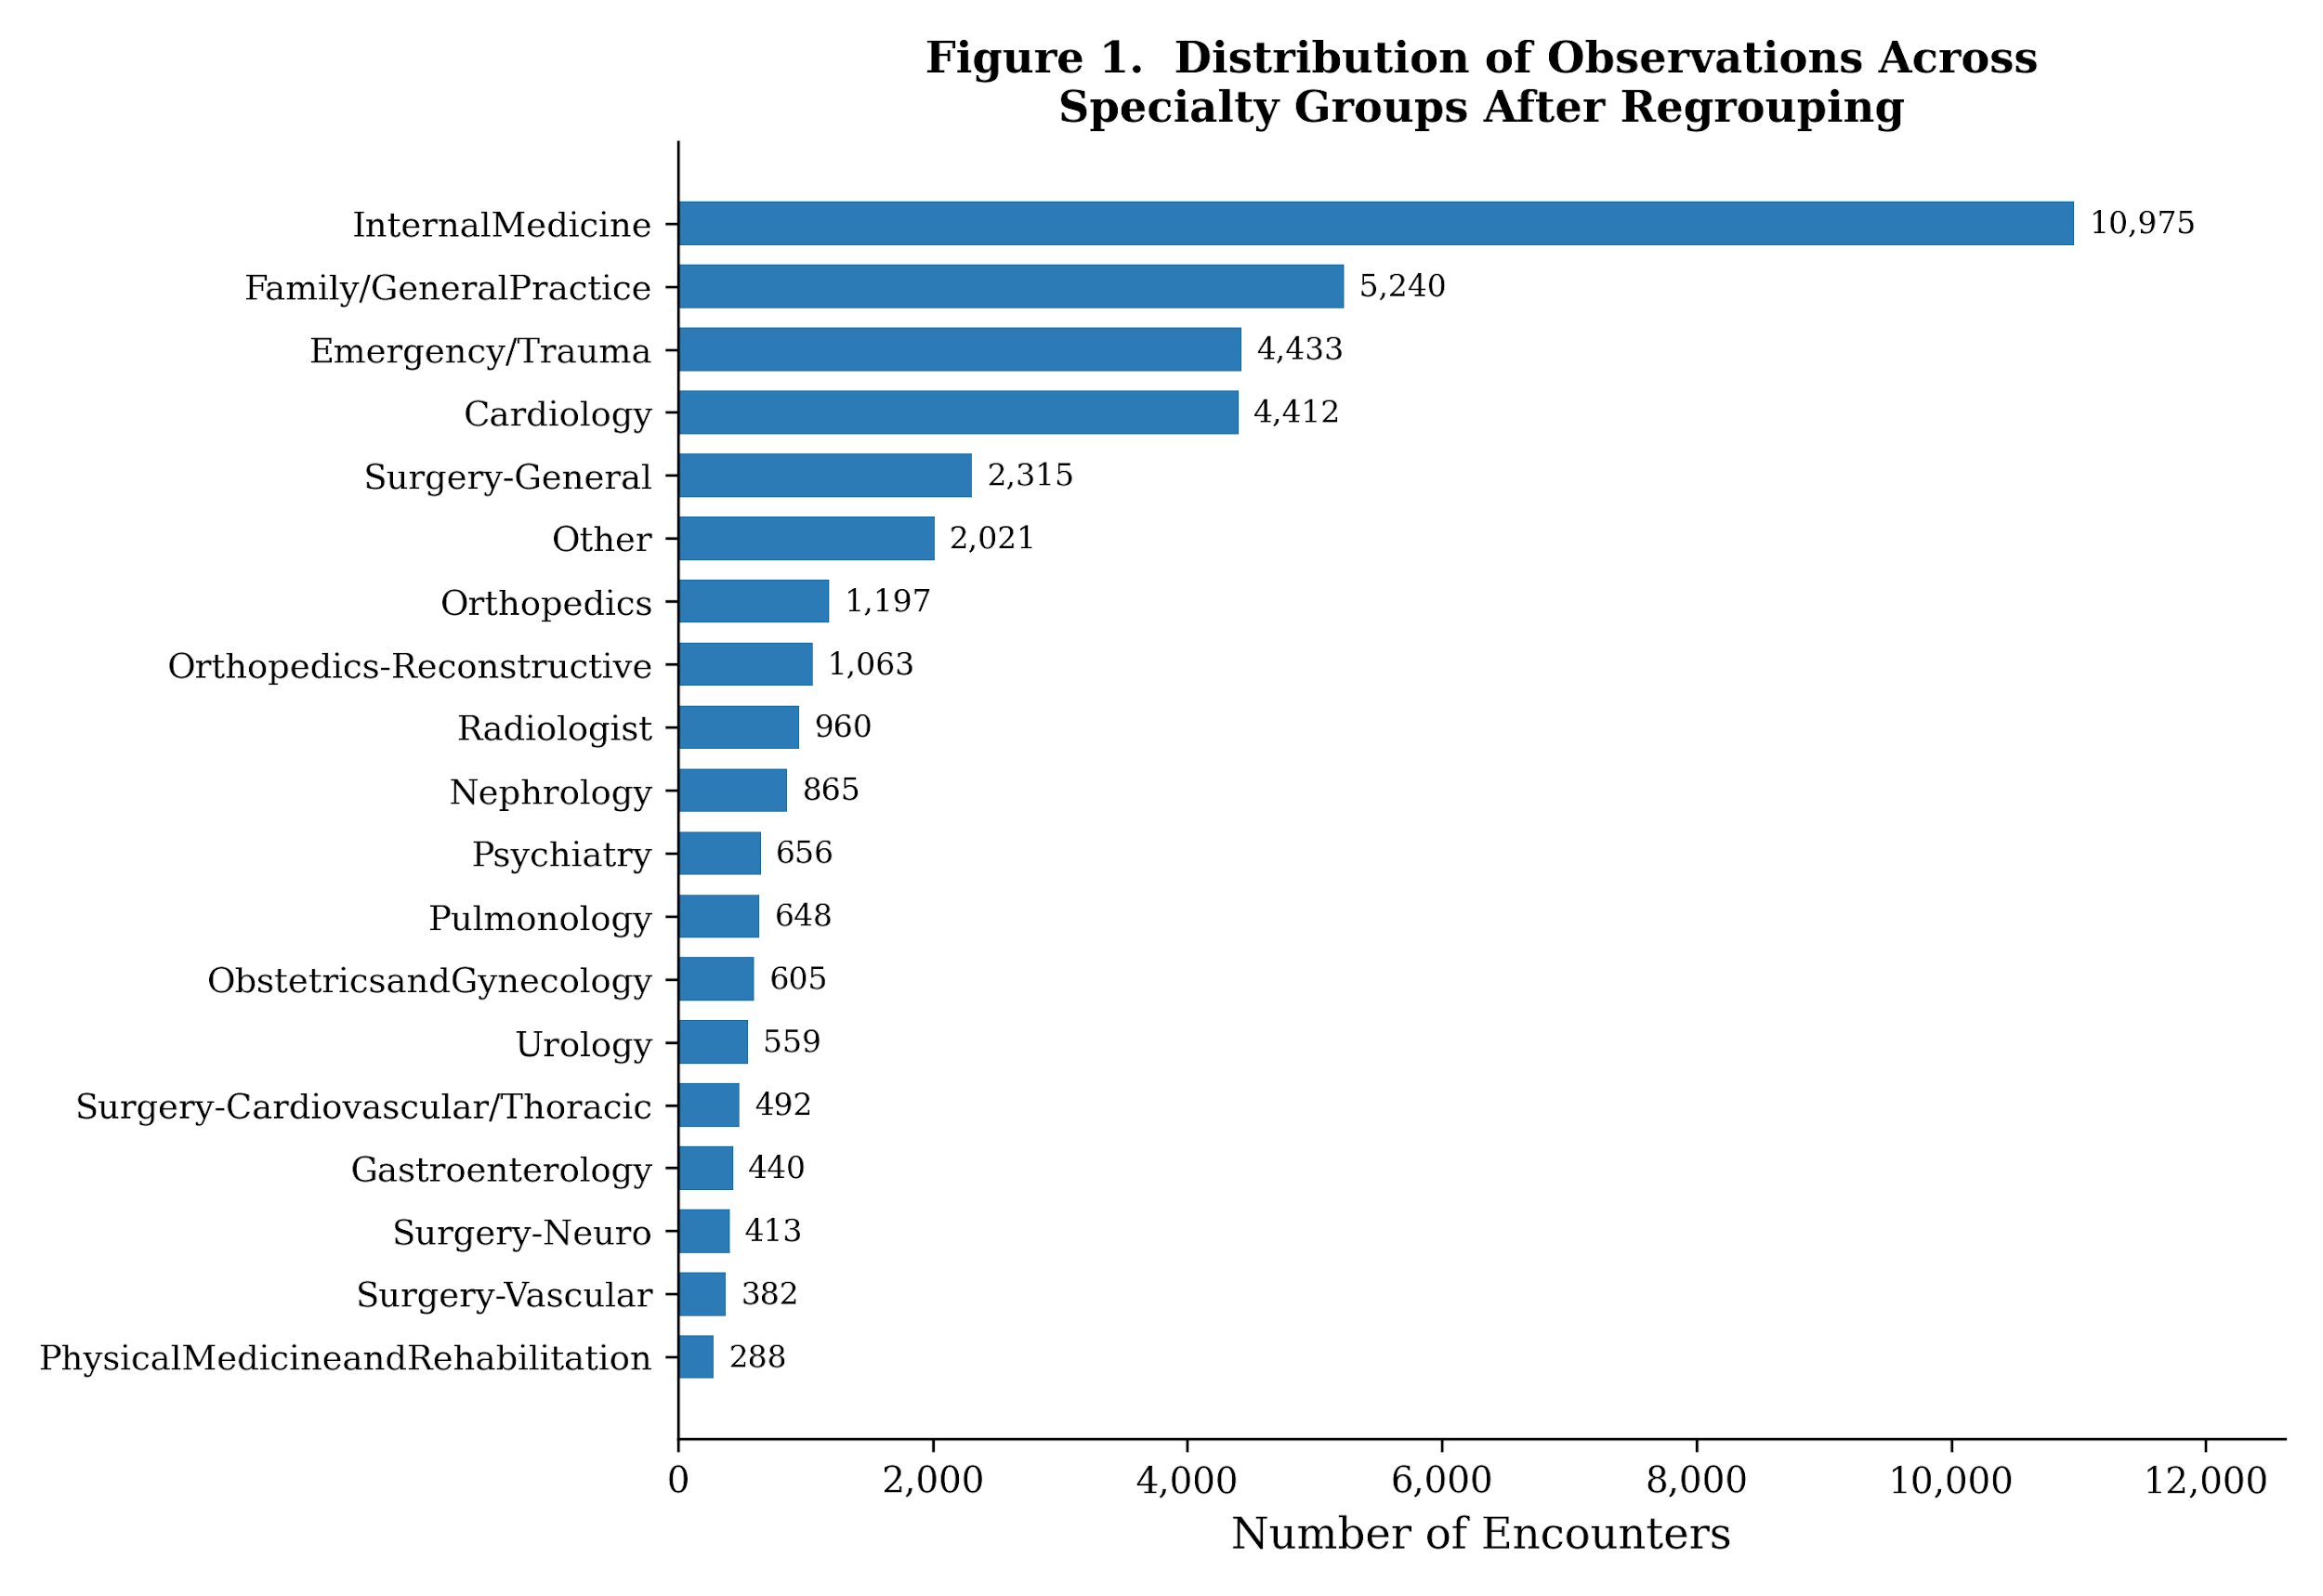 Figure 1.  Distribution of Observations Across
Specialty Groups After Regrouping
InternalMedicine 10,975
Family/GeneralPractice 5,240
Emergency/Trauma 4,433
Cardiology 4,412
Surgery-General 2,315
Other 2,021
Orthopedics 1,197
Orthopedics-Reconstructive 1,063
Radiologist 960
Nephrology 865
Psychiatry 656
Pulmonology 648
ObstetricsandGynecology 605
Urology 559
Surgery-Cardiovascular/Thoracic 492
Gastroenterology 440
Surgery-Neuro 413
Surgery-Vascular 382
PhysicalMedicineandRehabilitation 288
0 2,000 4,000 6,000 8,000 10,000 12,000
Number of Encounters